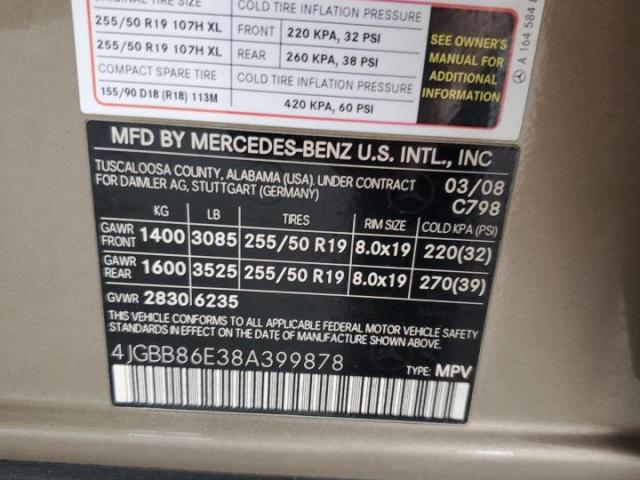 COLD TIRE INFLATION PRESSURE
255/50 R19 107H XL FRONT 220 KPA, 32 PSI
255/50 R19 107H XL REAR 260 KPA, 38 PSI
COMPACT SPARE TIRE COLD TIRE INFLATION PRESSURE
155/90 D18 (R18) 113M 420 KPA, 60 PSI
SEE OWNER'S
MANUAL FOR
ADDITIONAL
INFORMATION
A 164 584
MFD BY MERCEDES-BENZ U.S. INTL., INC
TUSCALOOSA COUNTY, ALABAMA (USA). UNDER CONTRACT 03/08
FOR DAIMLER AG, STUTTGART (GERMANY) C798
KG LB TIRES RIM SIZE COLD KPA (PSI)
GAWR FRONT 1400 3085 255/50 R19 8.0x19 220(32)
GAWR REAR 1600 3525 255/50 R19 8.0x19 270(39)
GVWR 2830 6235
THIS VEHICLE CONFORMS TO ALL APPLICABLE FEDERAL MOTOR VEHICLE SAFETY
AND THEFT PREVENTION STANDARDS IN EFFECT ON THE DATE OF MANUFACTURE SHOWN ABOVE.
4JGBB86E38A399878
TYPE: MPV